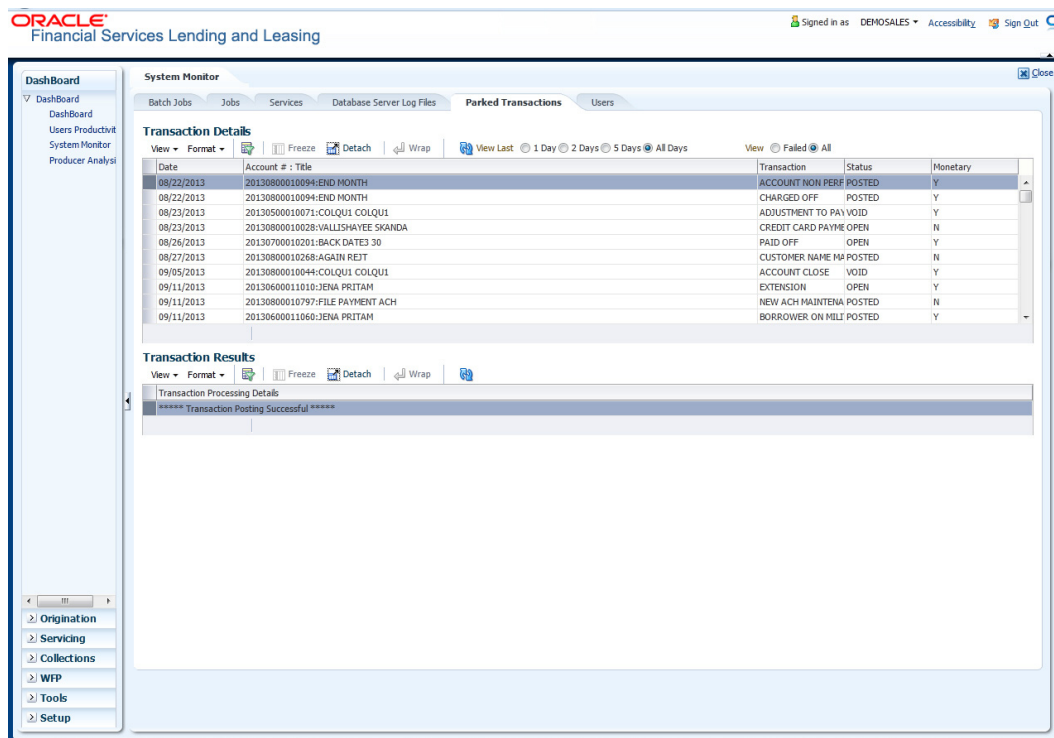 ORACLE
Financial Services Lending and Leasing
Signed in as DEMOSALES Accessibility Sign Out
Close
DashBoard
DashBoard
DashBoard
Users Productivit
System Monitor
Producer Analysi
System Monitor
Batch Jobs Jobs Services Database Server Log Files Parked Transactions Users
Transaction Details
View Format Freeze Detach Wrap View Last 1 Day 2 Days 5 Days All Days View Failed All
Date Account # : Title Transaction Status Monetary
08/22/2013 20130800010094:END MONTH ACCOUNT NON PERF POSTED Y
08/22/2013 20130800010094:END MONTH CHARGED OFF POSTED Y
08/23/2013 20130500010071:COLQU1 COLQU1 ADJUSTMENT TO PAY VOID Y
08/23/2013 20130800010028:VALLISHAYEE SKANDA CREDIT CARD PAYME OPEN N
08/26/2013 20130700010201:BACK DATE3 30 PAID OFF OPEN Y
08/27/2013 20130800010268:AGAIN REJT CUSTOMER NAME MA POSTED N
09/05/2013 20130800010044:COLQU1 COLQU1 ACCOUNT CLOSE VOID Y
09/11/2013 20130600011010:JENA PRITAM EXTENSION OPEN Y
09/11/2013 20130800010797:FILE PAYMENT ACH NEW ACH MAINTENA POSTED N
09/11/2013 20130600011060:JENA PRITAM BORROWER ON MILI POSTED Y
Transaction Results
View Format Freeze Detach Wrap
Transaction Processing Details
***** Transaction Posting Successful *****
Origination
Servicing
Collections
WFP
Tools
Setup